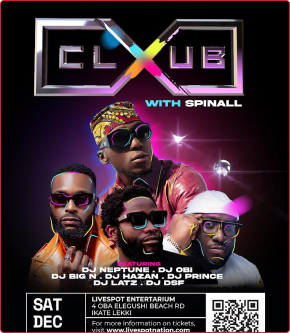 CLXUB
WITH SPINALL
FEATURING
DJ NEPTUNE . DJ OBI
DJ BIG N . DJ HAZAN . DJ PRINCE
DJ LATZ . DJ DSF
SAT
DEC
LIVESPOT ENTERTARIUM
4 OBA ELEGUSHI BEACH RD
IKATE LEKKI
For more information on tickets,
visit www.livespotnation.com